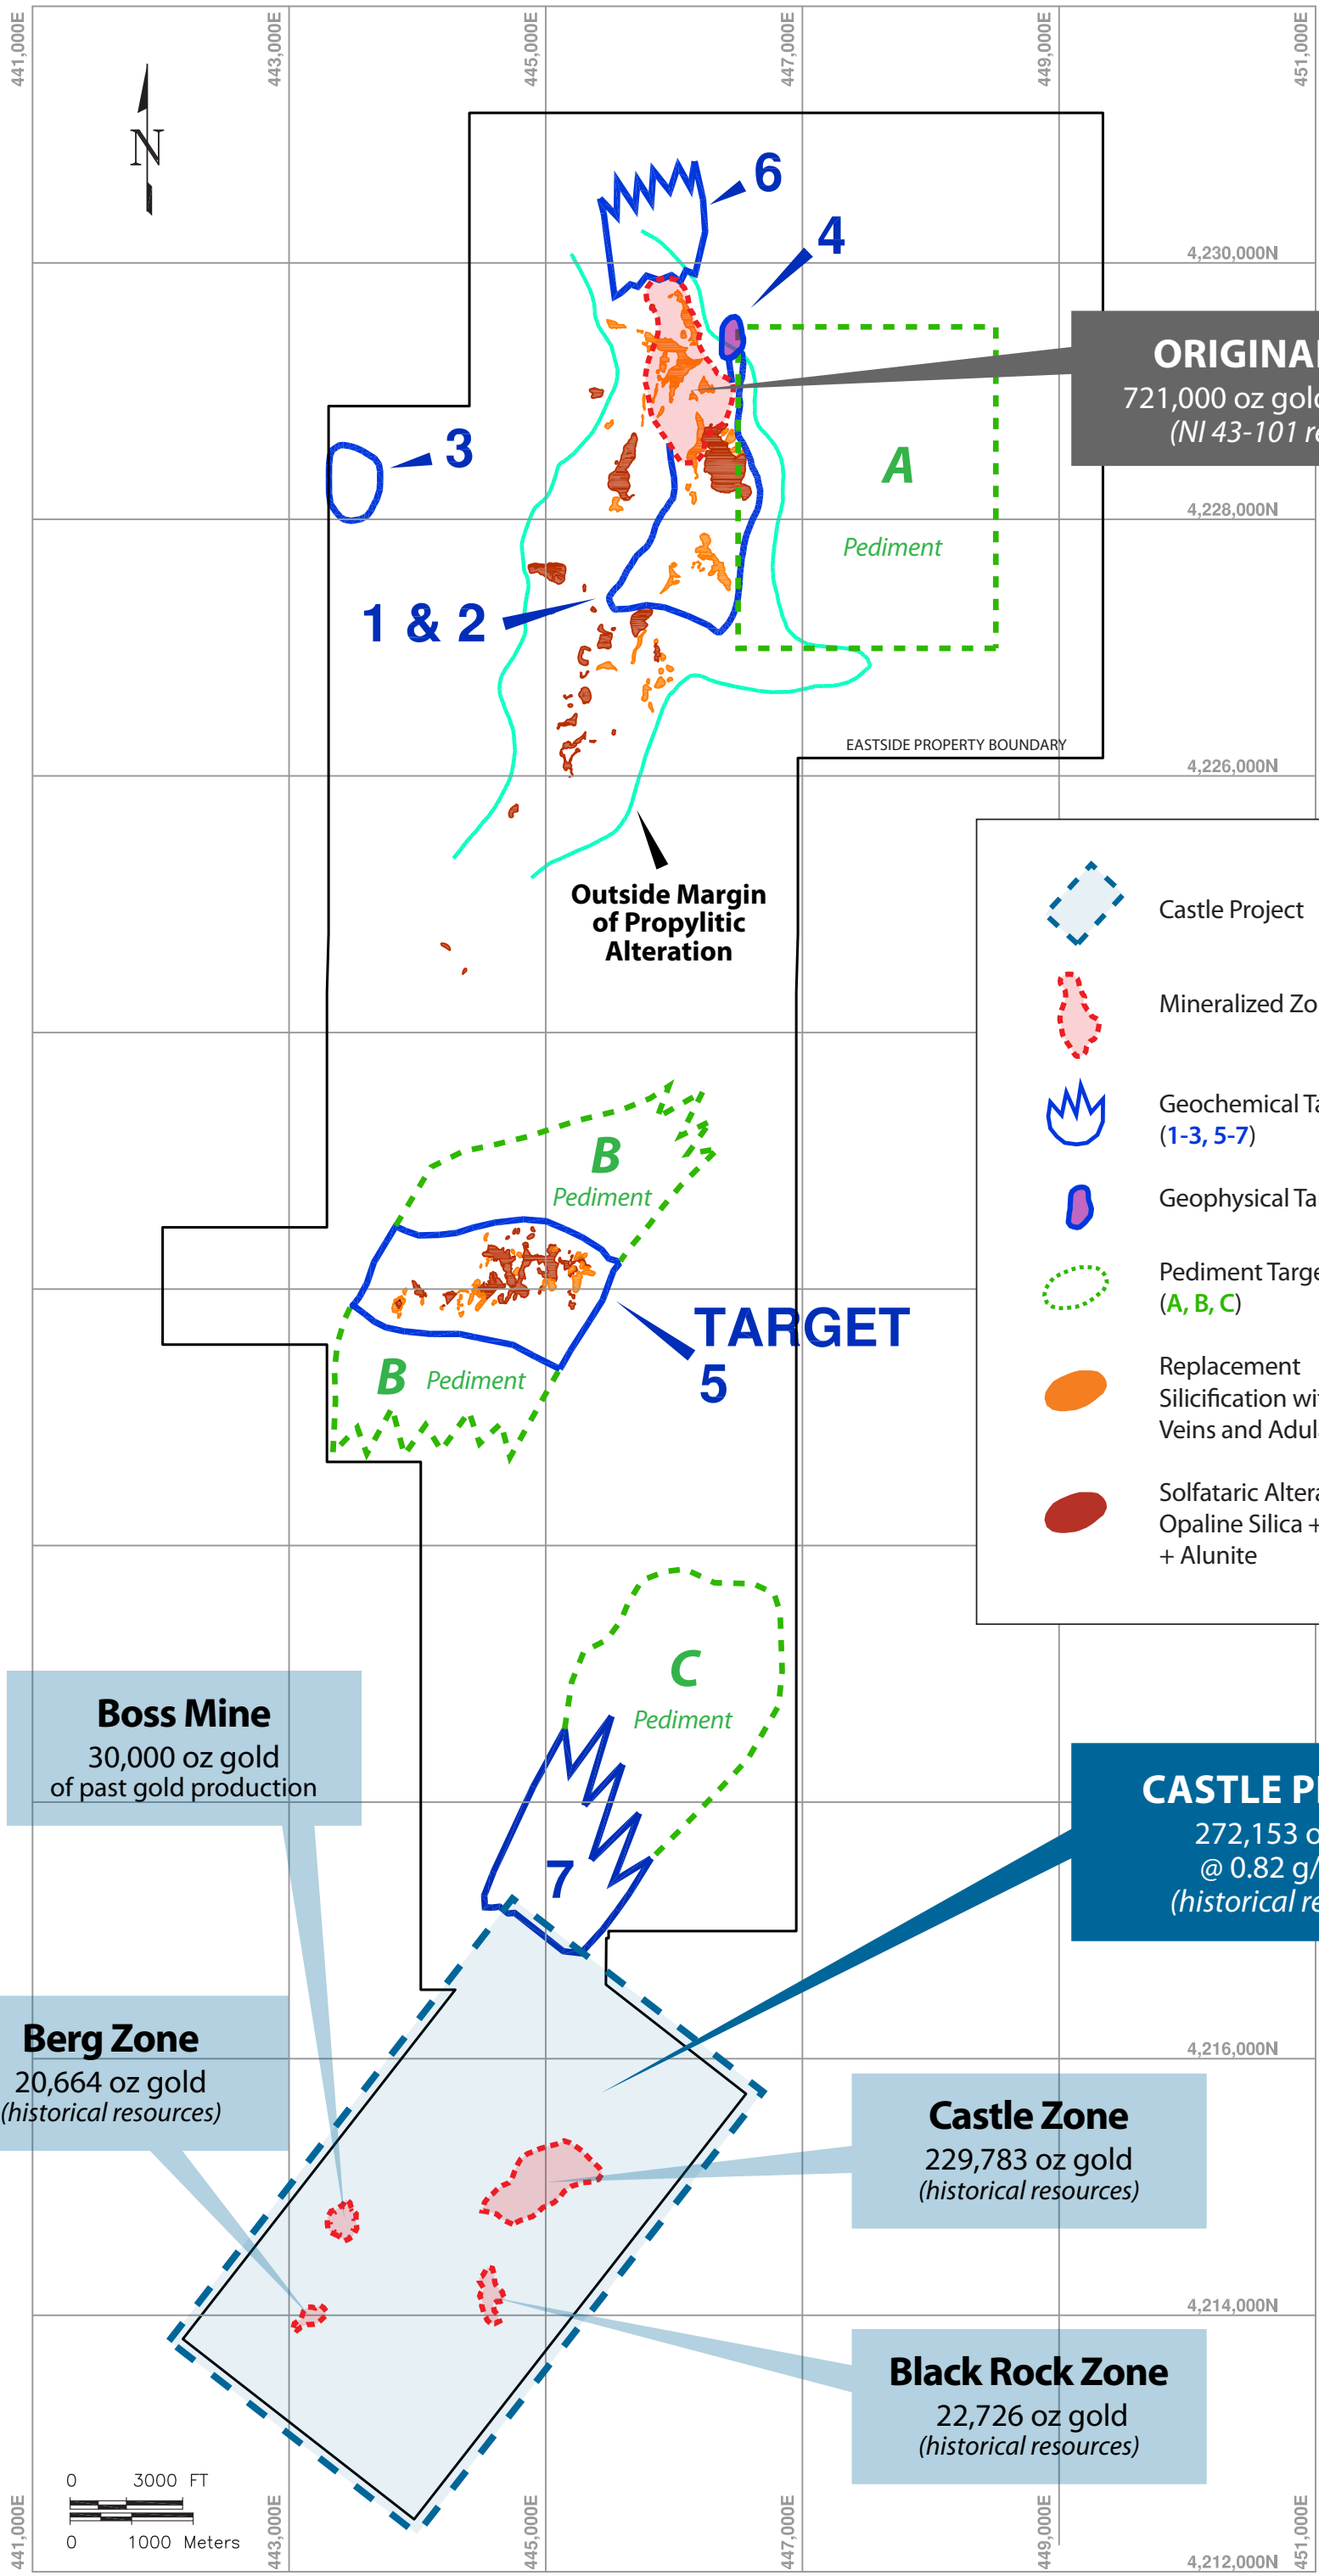 441,000E
443,000E
445,000E
447,000E
449,000E
451,000E
N
6
4
4,230,000N
ORIGINA
721,000 oz gol
(NI 43-101 r
3
A
Pediment
4,228,000N
1 & 2
EASTSIDE PROPERTY BOUNDARY
4,226,000N
Outside Margin
of Propylitic
Alteration
Castle Project
Mineralized Zo
Geochemical Ta
(1-3, 5-7)
Geophysical Ta
Pediment Targe
(A, B, C)
Replacement
Silicification wi
Veins and Adul
Solfataric Altera
Opaline Silica +
+ Alunite
B
Pediment
TARGET
5
B Pediment
C
Pediment
Boss Mine
30,000 oz gold
of past gold production
7
CASTLE P
272,153 o
@ 0.82 g/
(historical re
Berg Zone
20,664 oz gold
(historical resources)
4,216,000N
Castle Zone
229,783 oz gold
(historical resources)
4,214,000N
Black Rock Zone
22,726 oz gold
(historical resources)
0 3000 FT
0 1000 Meters
441,000E
443,000E
445,000E
447,000E
449,000E
451,000E
4,212,000N